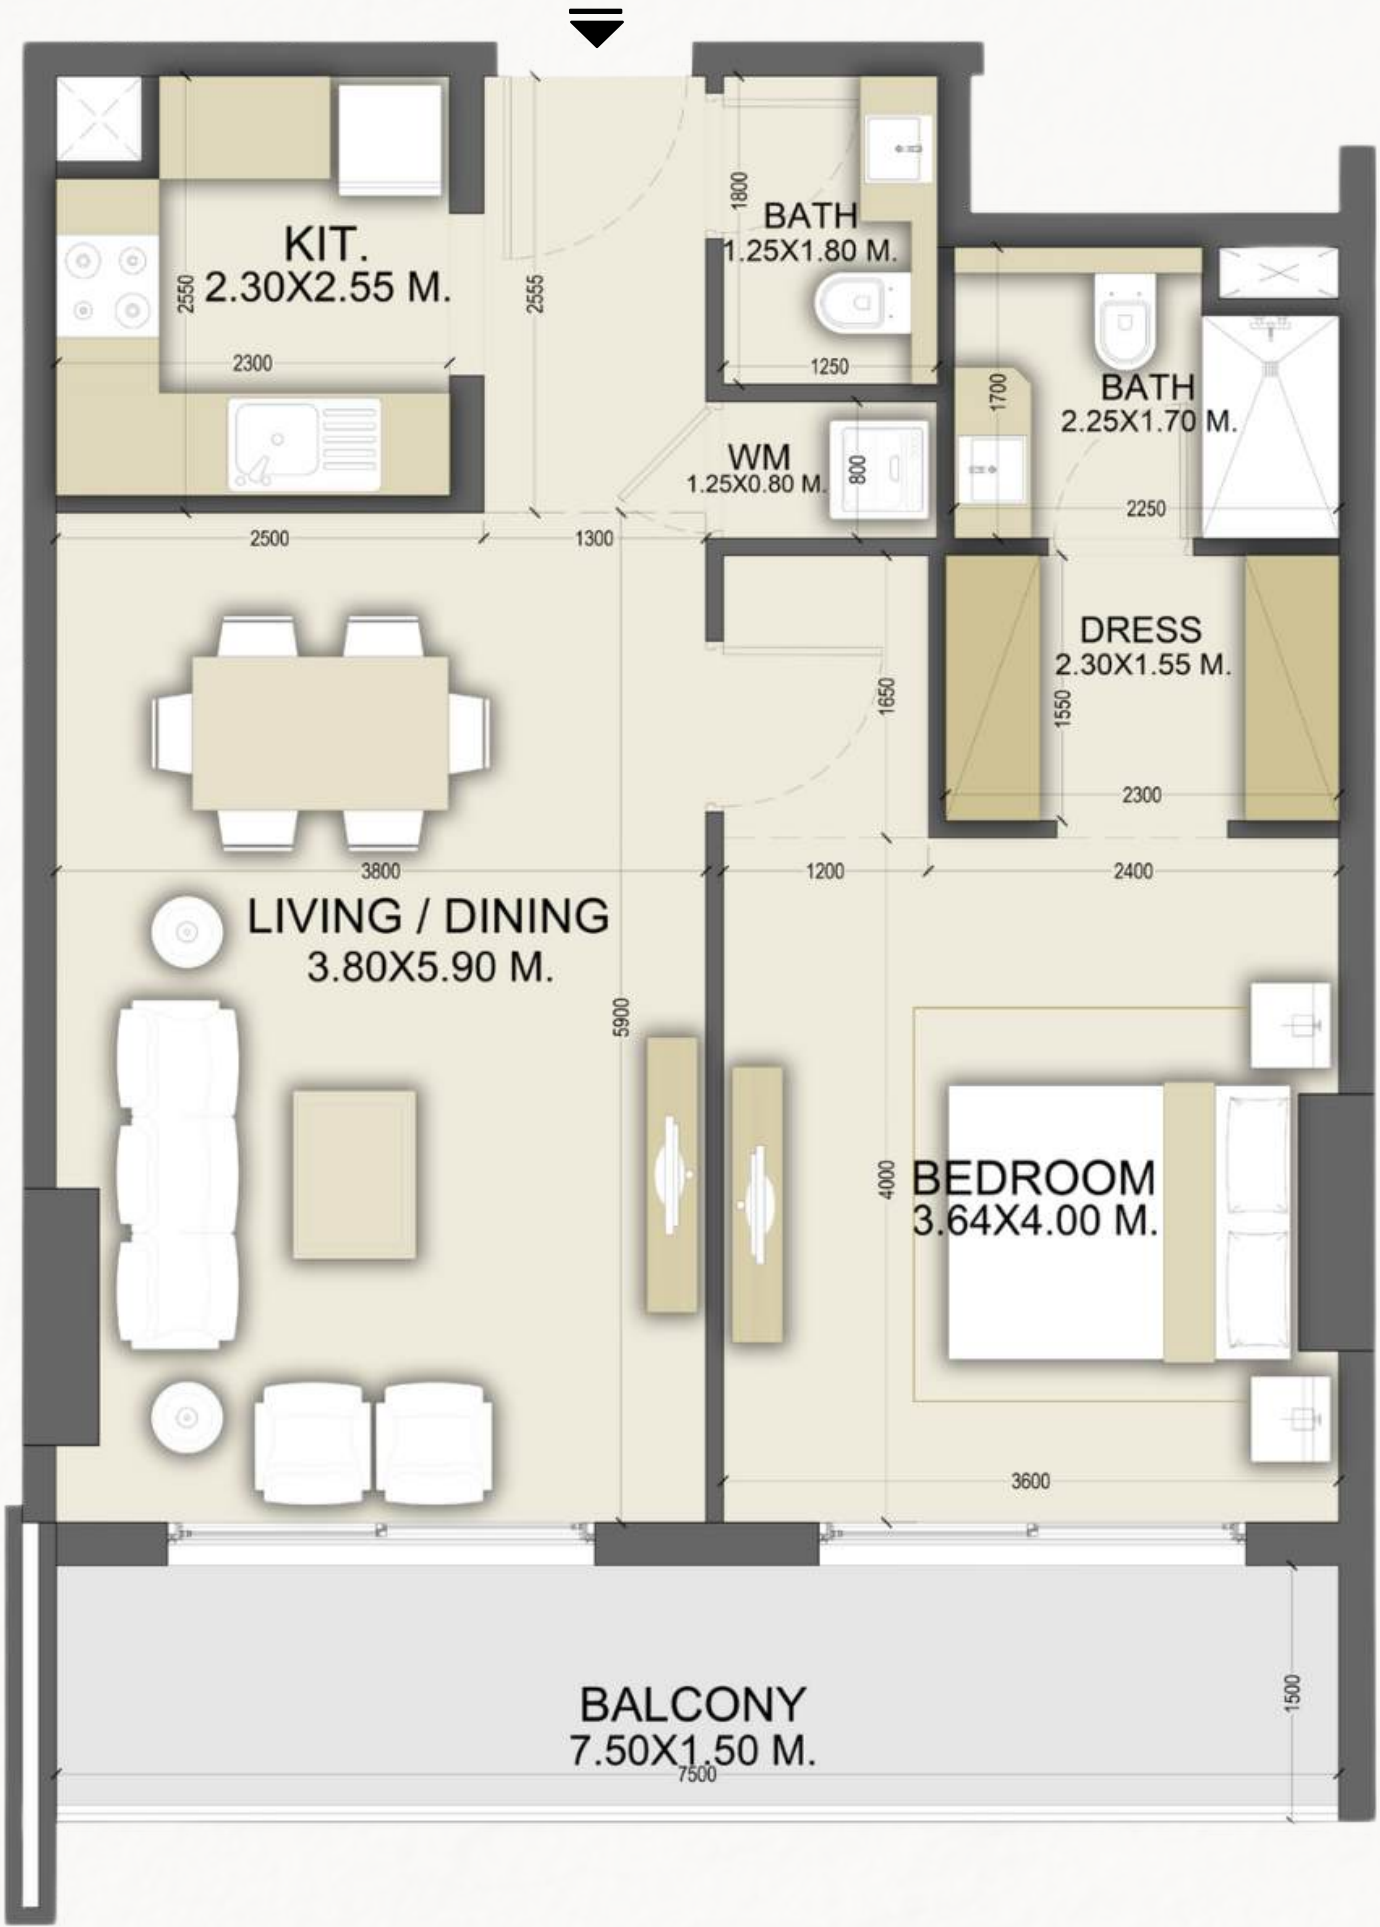 KIT.
2.30X2.55 M.
2550
2300
2555
1800
BATH
1.25X1.80 M.
1250
1700
BATH
2.25X1.70 M.
2250
WM
1.25X0.80 M.
800
2500
1300
DRESS
2.30X1.55 M.
1550
2300
1650
3800
1200
2400
LIVING / DINING
3.80X5.90 M.
5900
4000
BEDROOM
3.64X4.00 M.
3600
BALCONY
7.50X1.50 M.
7500
1500